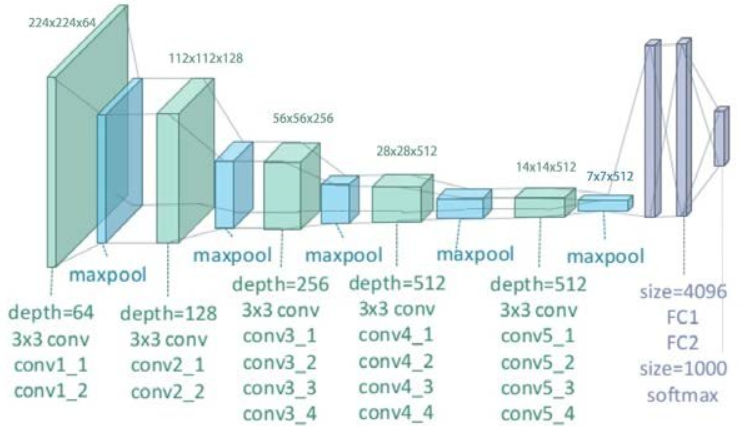 224x224x64
112x112x128
56x56x256
28x28x512
14x14x512
7x7x512
maxpool
maxpool
maxpool
maxpool
maxpool
depth=64
3x3 conv
conv1_1
conv1_2
depth=128
3x3 conv
conv2_1
conv2_2
depth=256
3x3 conv
conv3_1
conv3_2
conv3_3
conv3_4
depth=512
3x3 conv
conv4_1
conv4_2
conv4_3
conv4_4
depth=512
3x3 conv
conv5_1
conv5_2
conv5_3
conv5_4
size=4096
FC1
FC2
size=1000
softmax